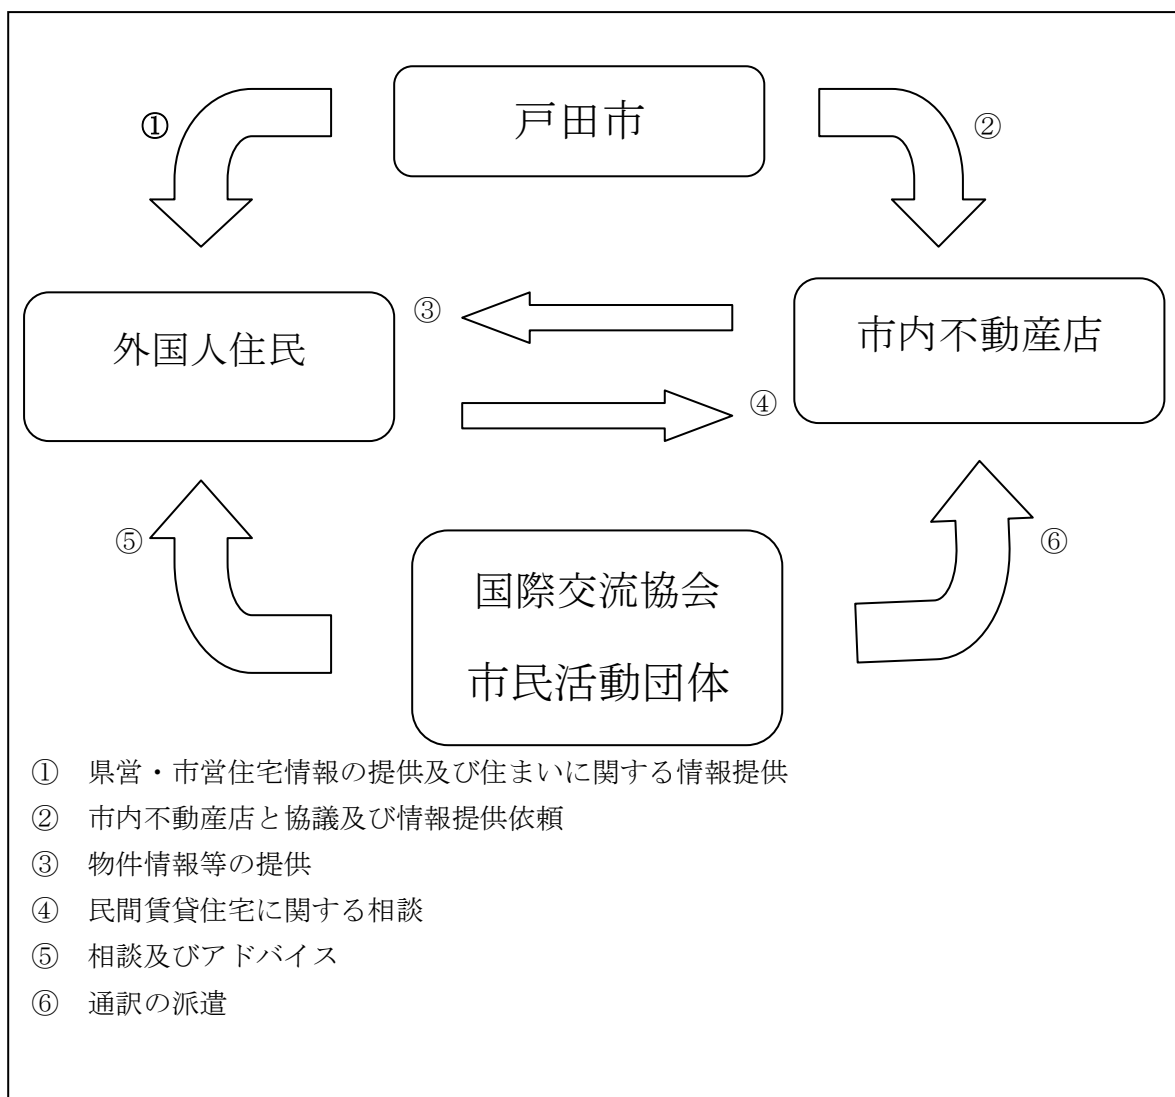 戸田市
①
②
外国人住民
③
市内不動産店
④
⑤
国際交流協会
市民活動団体
⑥
① 県営・市営住宅情報の提供及び住まいに関する情報提供
② 市内不動産店と協議及び情報提供依頼
③ 物件情報等の提供
④ 民間賃貸住宅に関する相談
⑤ 相談及びアドバイス
⑥ 通訳の派遣